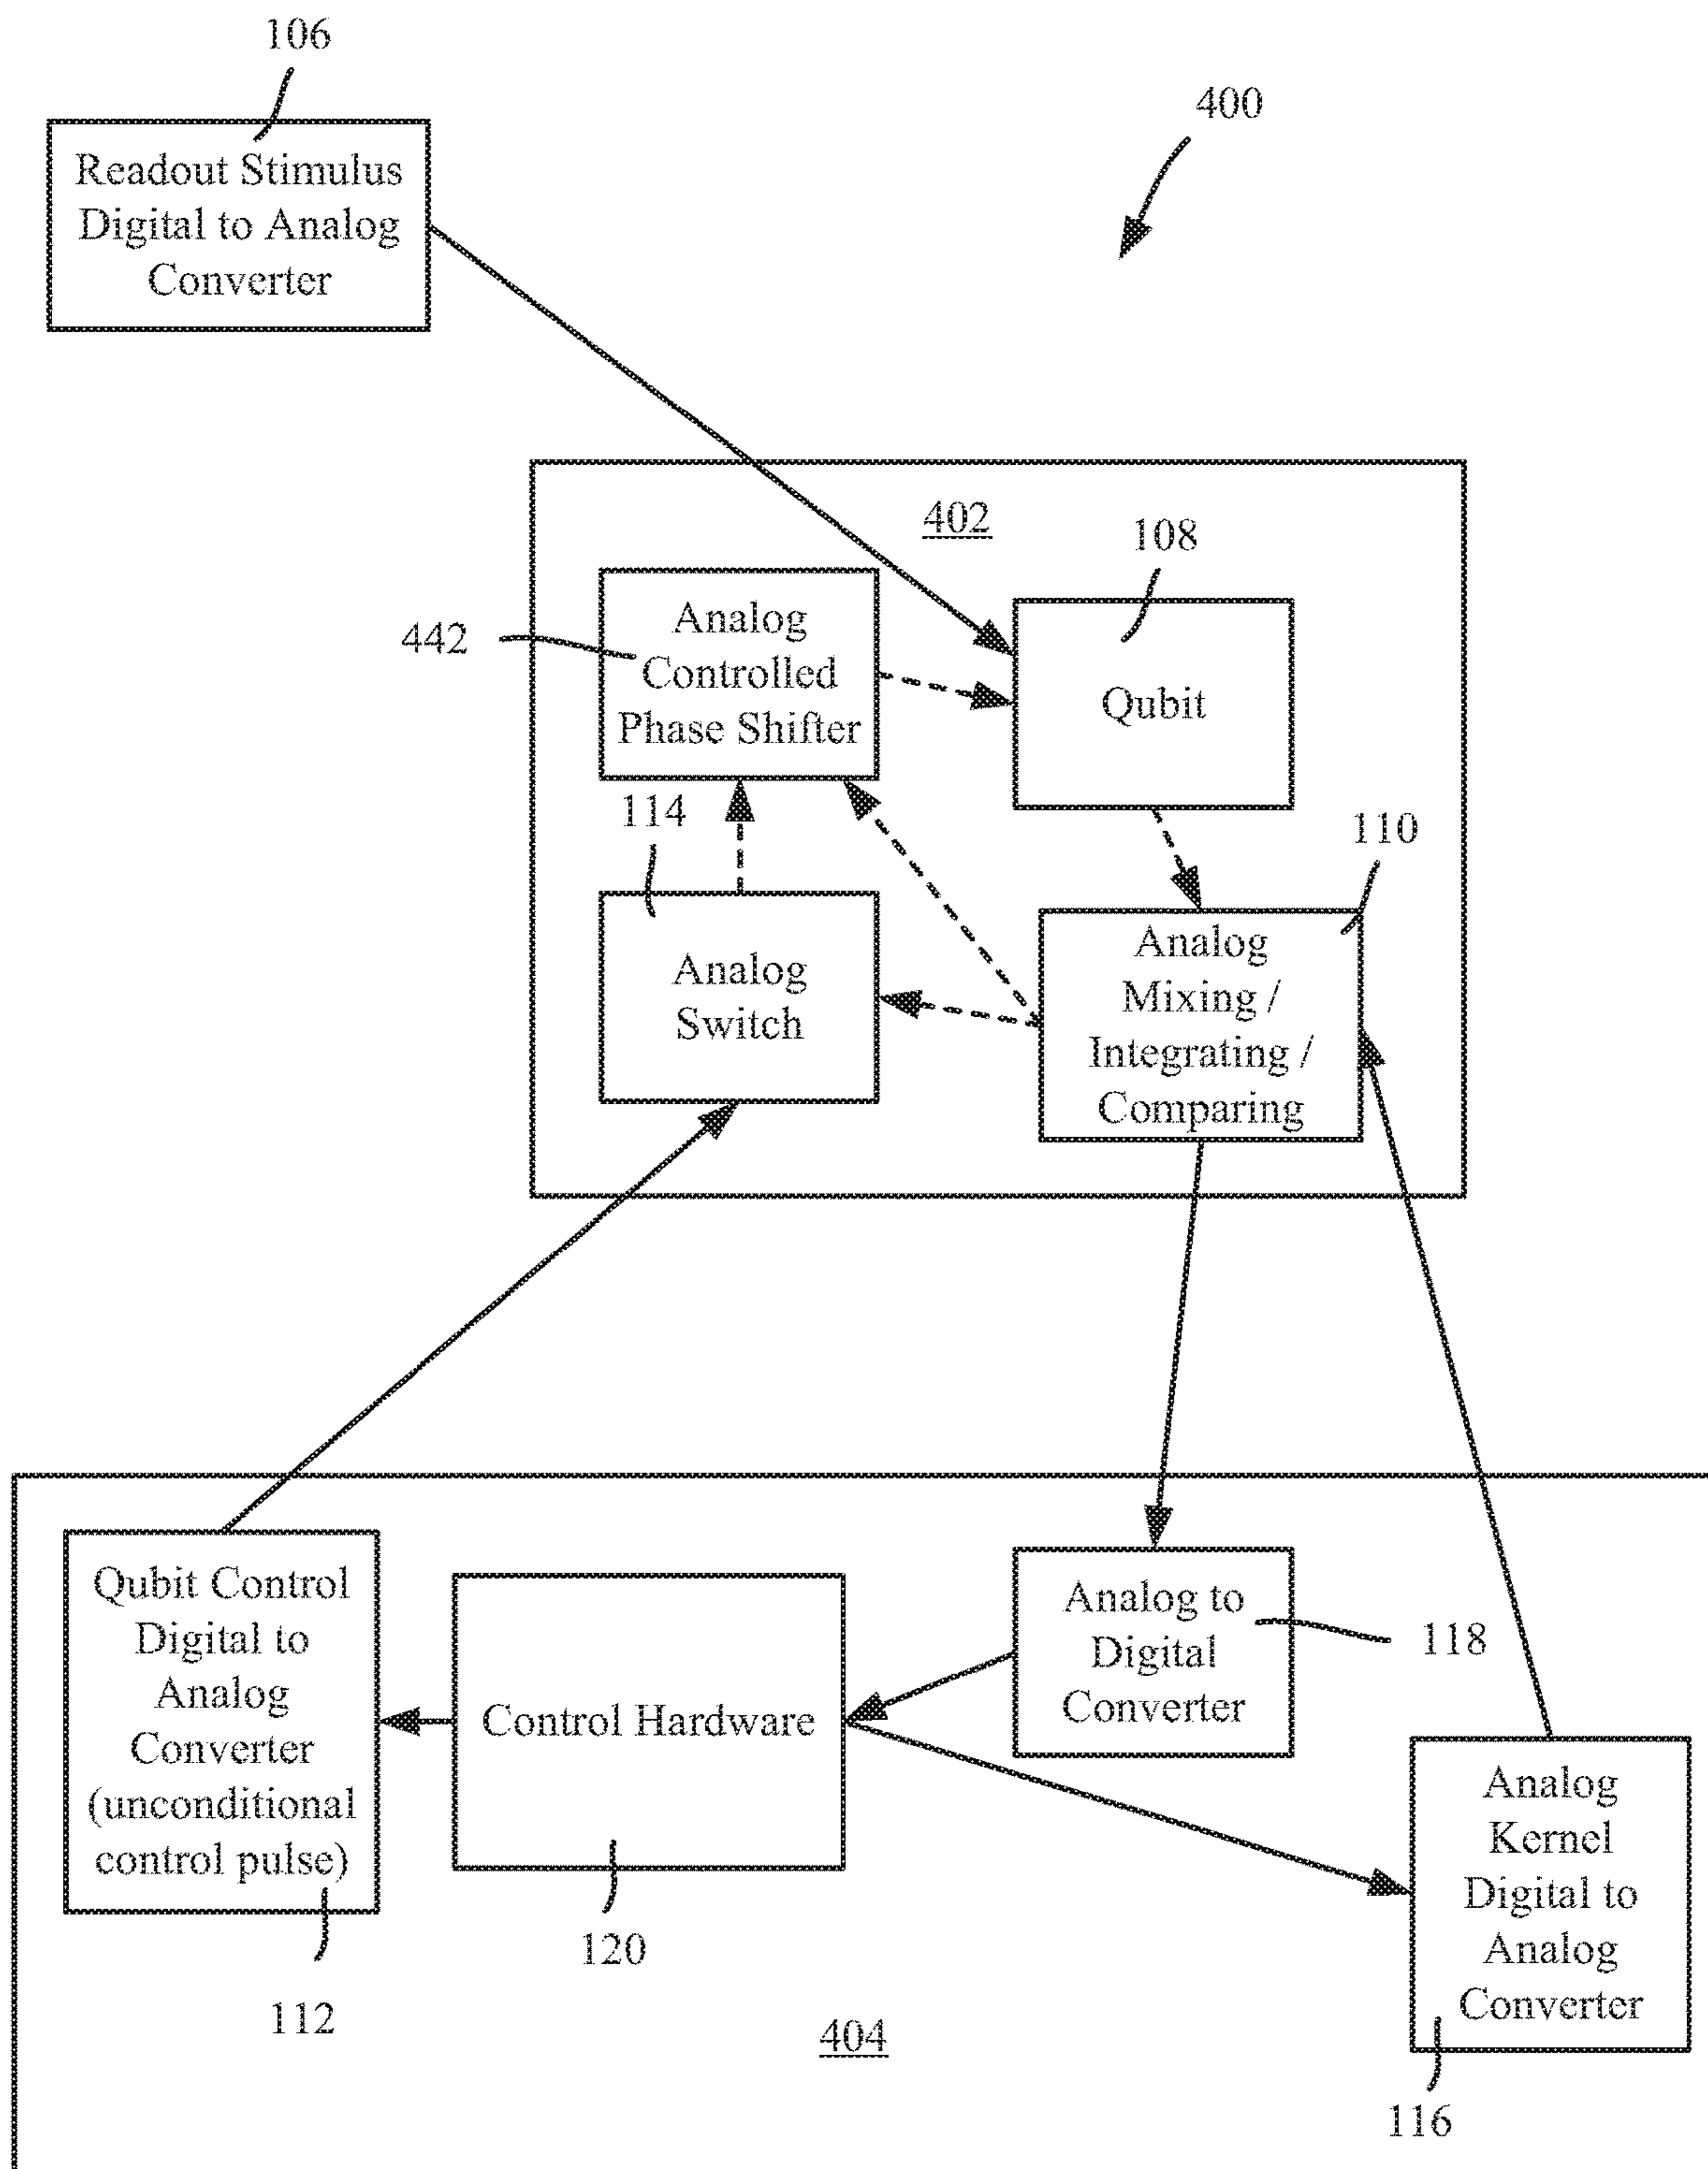 106
400
Readout Stimulus
Digital to Analog
Converter
402
108
442
Analog
Controlled
Phase Shifter
Qubit
114
110
Analog
Switch
Analog
Mixing /
Integrating /
Comparing
Qubit Control
Digital to
Analog
Converter
(unconditional
control pulse)
Control Hardware
Analog to
Digital
Converter
118
Analog
Kernel
Digital to
Analog
Converter
120
112
404
116